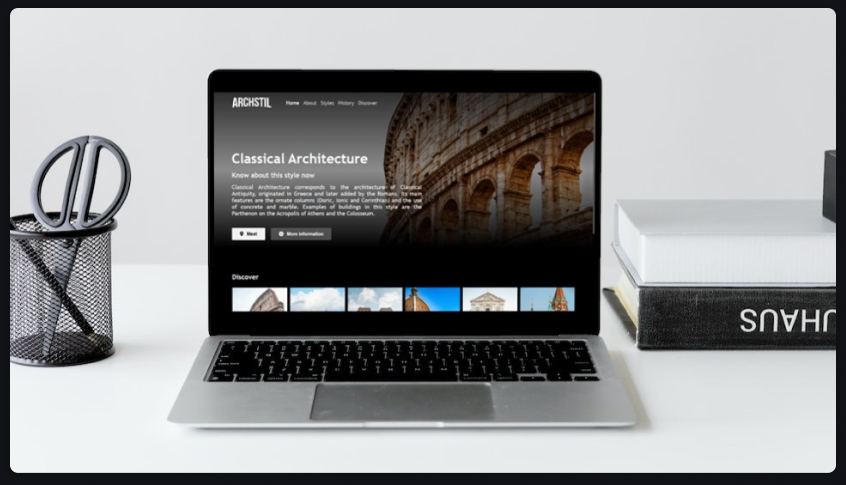 ARCHSTIL
Home About Styles History Discover
Classical Architecture
Know about this style now
Classical Architecture corresponds to the architecture of Classical
Antiquity, originated in Greece and later added by the Romans. Its main
features are the ornate columns (Doric, Ionic and Corinthian) and the use
of concrete and marble. Examples of buildings in this style are the
Parthenon on the Acropolis of Athens and the Colosseum.
Meet More information
Discover
UHAUS